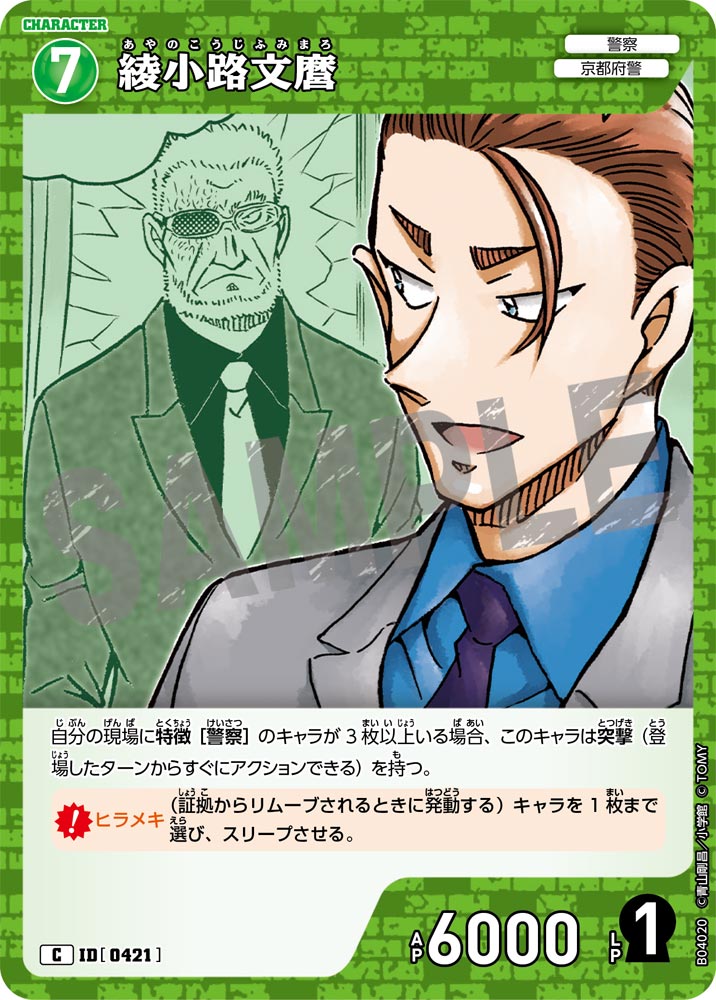 CHARACTER
7
あやのこうじふみまろ
綾小路文麿
警察
京都府警
SAMPLE
自分の現場に特徴［警察］のキャラが3枚以上いる場合、このキャラは突撃（登
場したターンからすぐにアクションできる）を持つ。
ヒラメキ（証拠からリムーブされるときに発動する）キャラを1枚まで
選び、スリープさせる。
C ID[0421]
AP 6000
LP 1
B04020 ©青山剛昌／小学館 ©TOMY